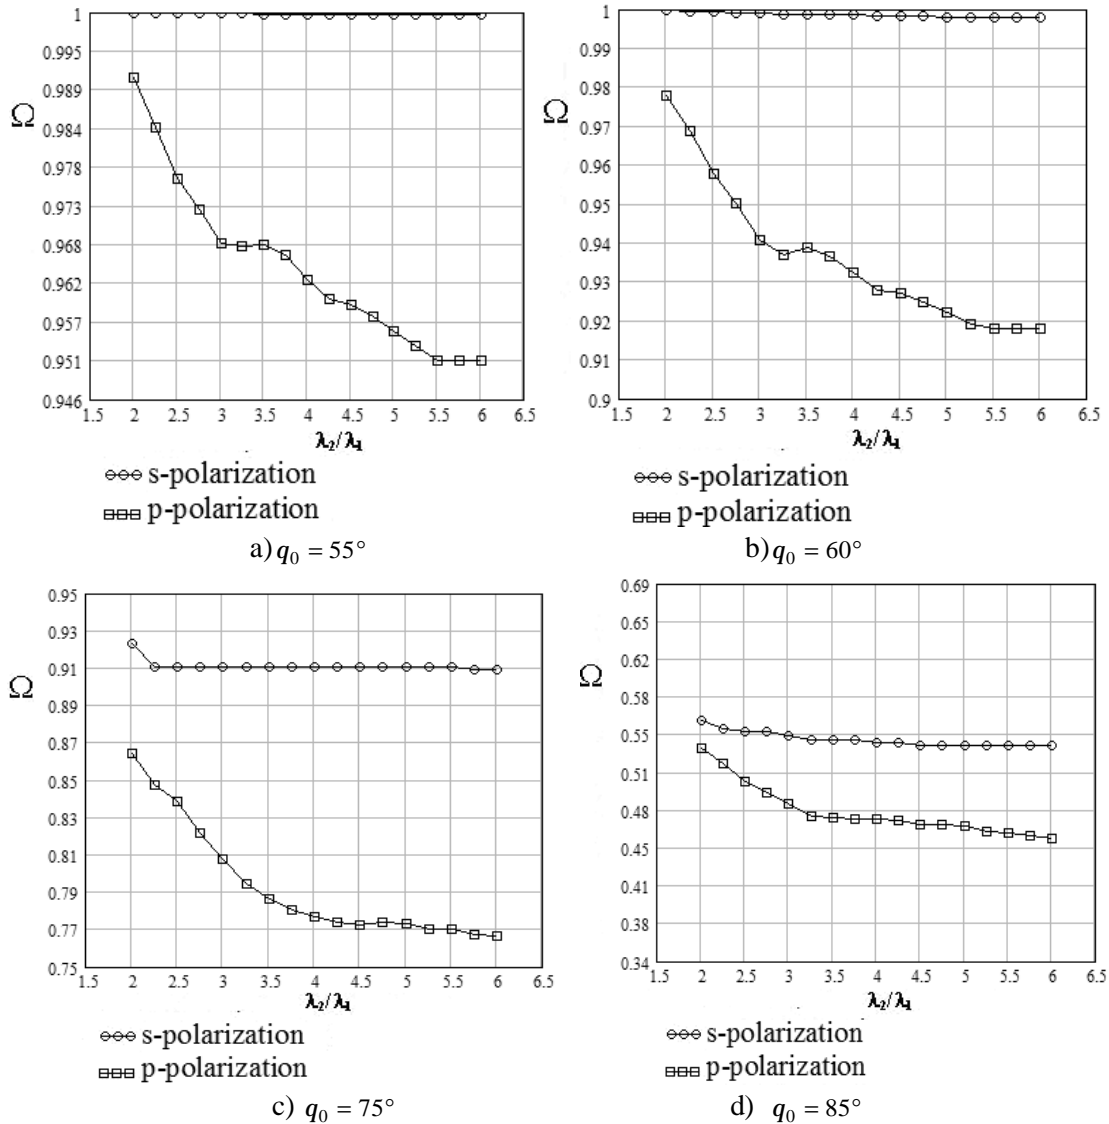 1
0.995
0.989
0.984
0.978
0.973
0.968
0.962
0.957
0.951
0.946
Ω
1.5 2 2.5 3 3.5 4 4.5 5 5.5 6 6.5
λ₂/λ₁
s-polarization
p-polarization
a) q₀ = 55°
1
0.99
0.98
0.97
0.96
0.95
0.94
0.93
0.92
0.91
0.9
Ω
1.5 2 2.5 3 3.5 4 4.5 5 5.5 6 6.5
λ₂/λ₁
s-polarization
p-polarization
b) q₀ = 60°
0.95
0.93
0.91
0.89
0.87
0.85
0.83
0.81
0.79
0.77
0.75
Ω
1.5 2 2.5 3 3.5 4 4.5 5 5.5 6 6.5
λ₂/λ₁
s-polarization
p-polarization
c) q₀ = 75°
0.69
0.65
0.62
0.58
0.55
0.51
0.48
0.45
0.41
0.38
0.34
Ω
1.5 2 2.5 3 3.5 4 4.5 5 5.5 6 6.5
λ₂/λ₁
s-polarization
p-polarization
d) q₀ = 85°